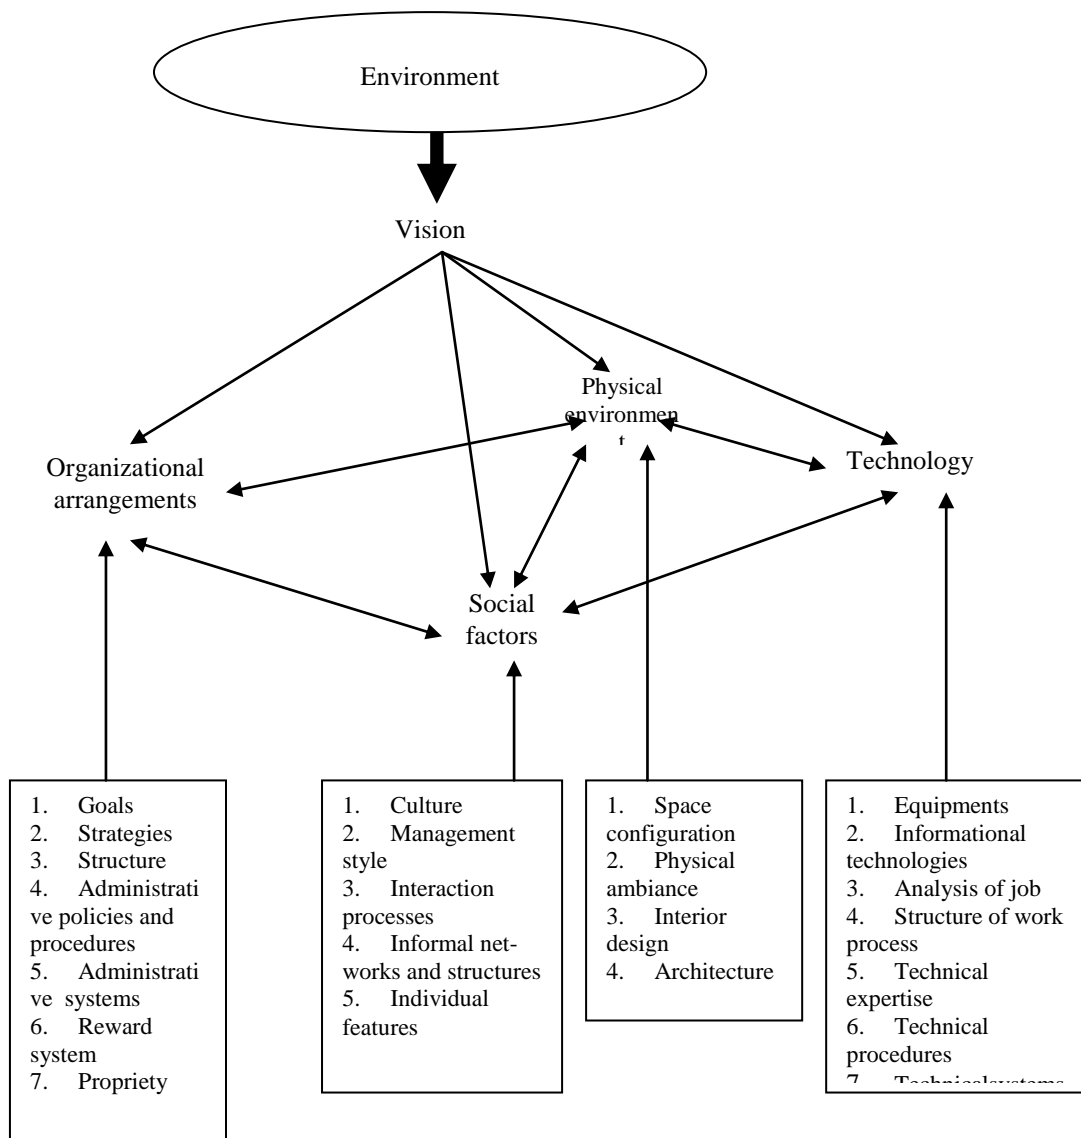 Environment
Vision
Physical
environmen
t
Organizational
arrangements
Technology
Social
factors
1. Goals
2. Strategies
3. Structure
4. Administrati
ve policies and
procedures
5. Administrati
ve systems
6. Reward
system
7. Propriety
1. Culture
2. Management
style
3. Interaction
processes
4. Informal net-
works and structures
5. Individual
features
1. Space
configuration
2. Physical
ambiance
3. Interior
design
4. Architecture
1. Equipments
2. Informational
technologies
3. Analysis of job
4. Structure of work
process
5. Technical
expertise
6. Technical
procedures
7. Technicalsystems